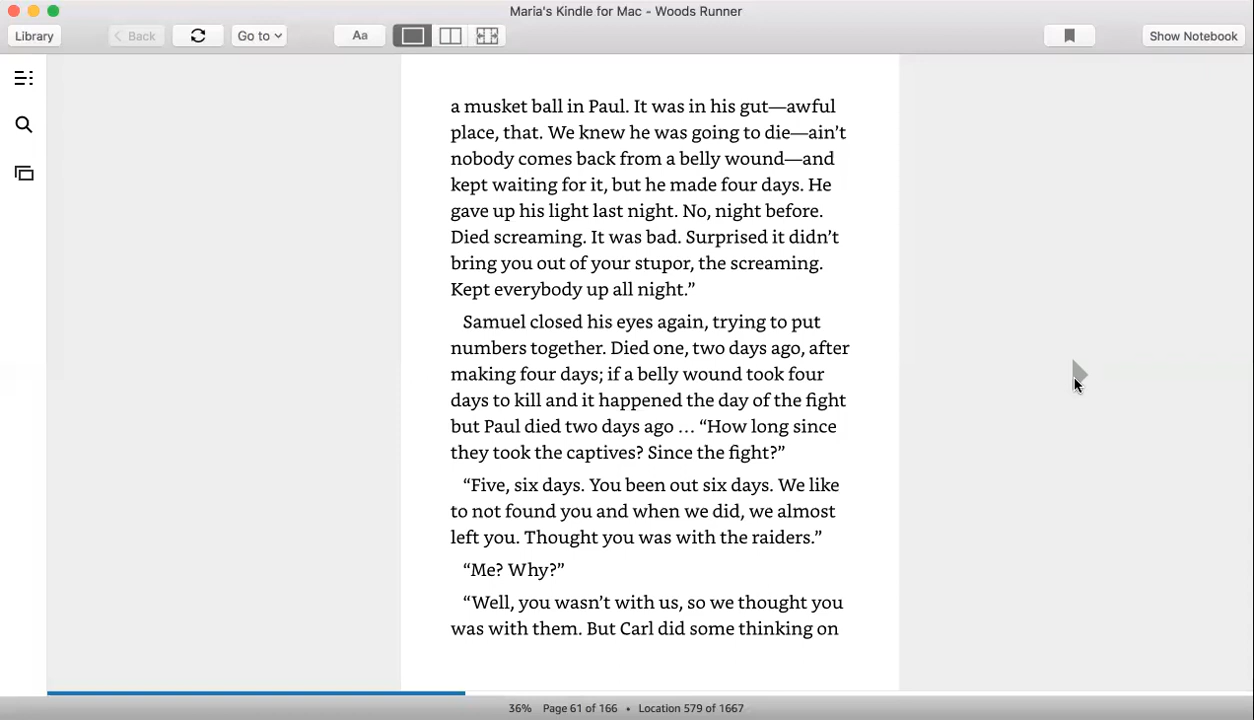 Maria's Kindle for Mac - Woods Runner
Library
Back
Go to
Aa
Show Notebook
a musket ball in Paul. It was in his gut—awful
place, that. We knew he was going to die—ain’t
nobody comes back from a belly wound—and
kept waiting for it, but he made four days. He
gave up his light last night. No, night before.
Died screaming. It was bad. Surprised it didn’t
bring you out of your stupor, the screaming.
Kept everybody up all night.”
Samuel closed his eyes again, trying to put
numbers together. Died one, two days ago, after
making four days; if a belly wound took four
days to kill and it happened the day of the fight
but Paul died two days ago … “How long since
they took the captives? Since the fight?”
“Five, six days. You been out six days. We like
to not found you and when we did, we almost
left you. Thought you was with the raiders.”
“Me? Why?”
“Well, you wasn’t with us, so we thought you
was with them. But Carl did some thinking on
36% Page 61 of 166 • Location 579 of 1667